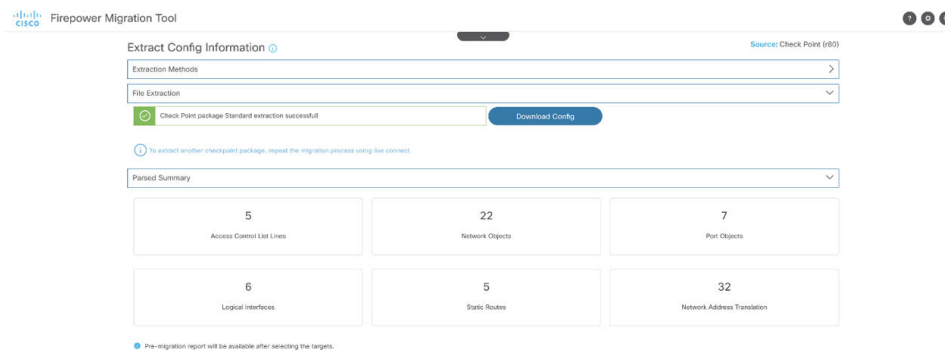 CISCO Firepower Migration Tool
Extract Config Information
Source: Check Point (r80)
Extraction Methods
File Extraction
Check Point package Standard extraction successfull
Download Config
To extract another checkpoint package, repeat the migration process using live connect.
Parsed Summary
5
Access Control List Lines
22
Network Objects
7
Port Objects
6
Logical Interfaces
5
Static Routes
32
Network Address Translation
Pre-migration report will be available after selecting the targets.